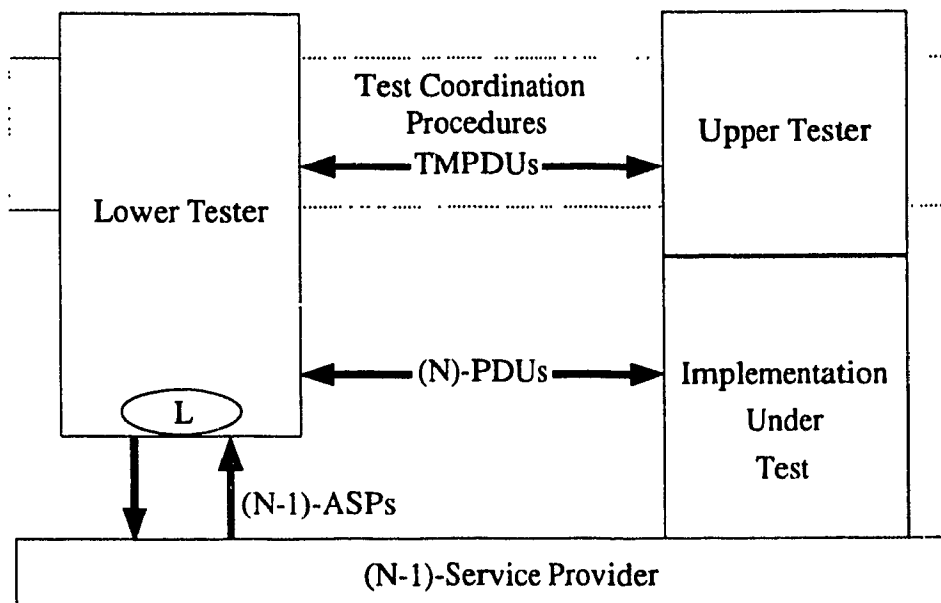 Test Coordination
Procedures
TMPDUs
Upper Tester
Lower Tester
(N)-PDUs
Implementation
Under
Test
L
(N-1)-ASPs
(N-1)-Service Provider